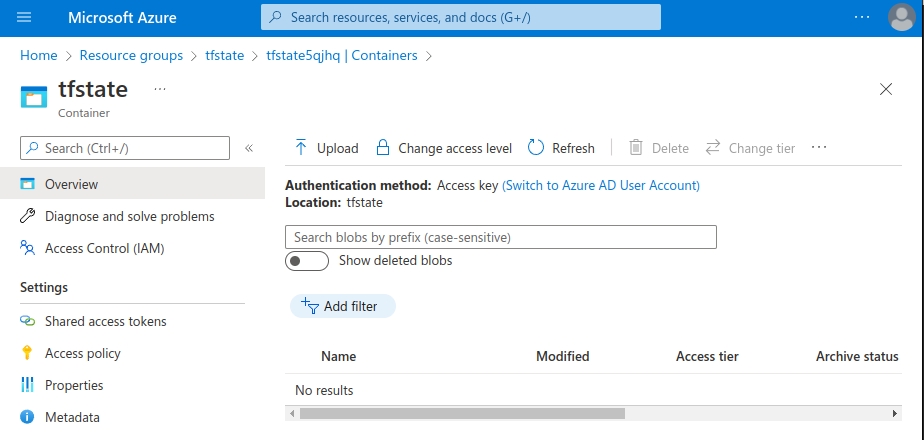 Microsoft Azure
Search resources, services, and docs (G+/)
···
Home > Resource groups > tfstate > tfstate5qjhq | Containers >
tfstate ···
Container
Search (Ctrl+/)
«
Overview
Diagnose and solve problems
Access Control (IAM)
Settings
Shared access tokens
Access policy
Properties
Metadata
Upload Change access level Refresh Delete Change tier ···
Authentication method: Access key (Switch to Azure AD User Account)
Location: tfstate
Search blobs by prefix (case-sensitive)
Show deleted blobs
Add filter
Name Modified Access tier Archive status
No results